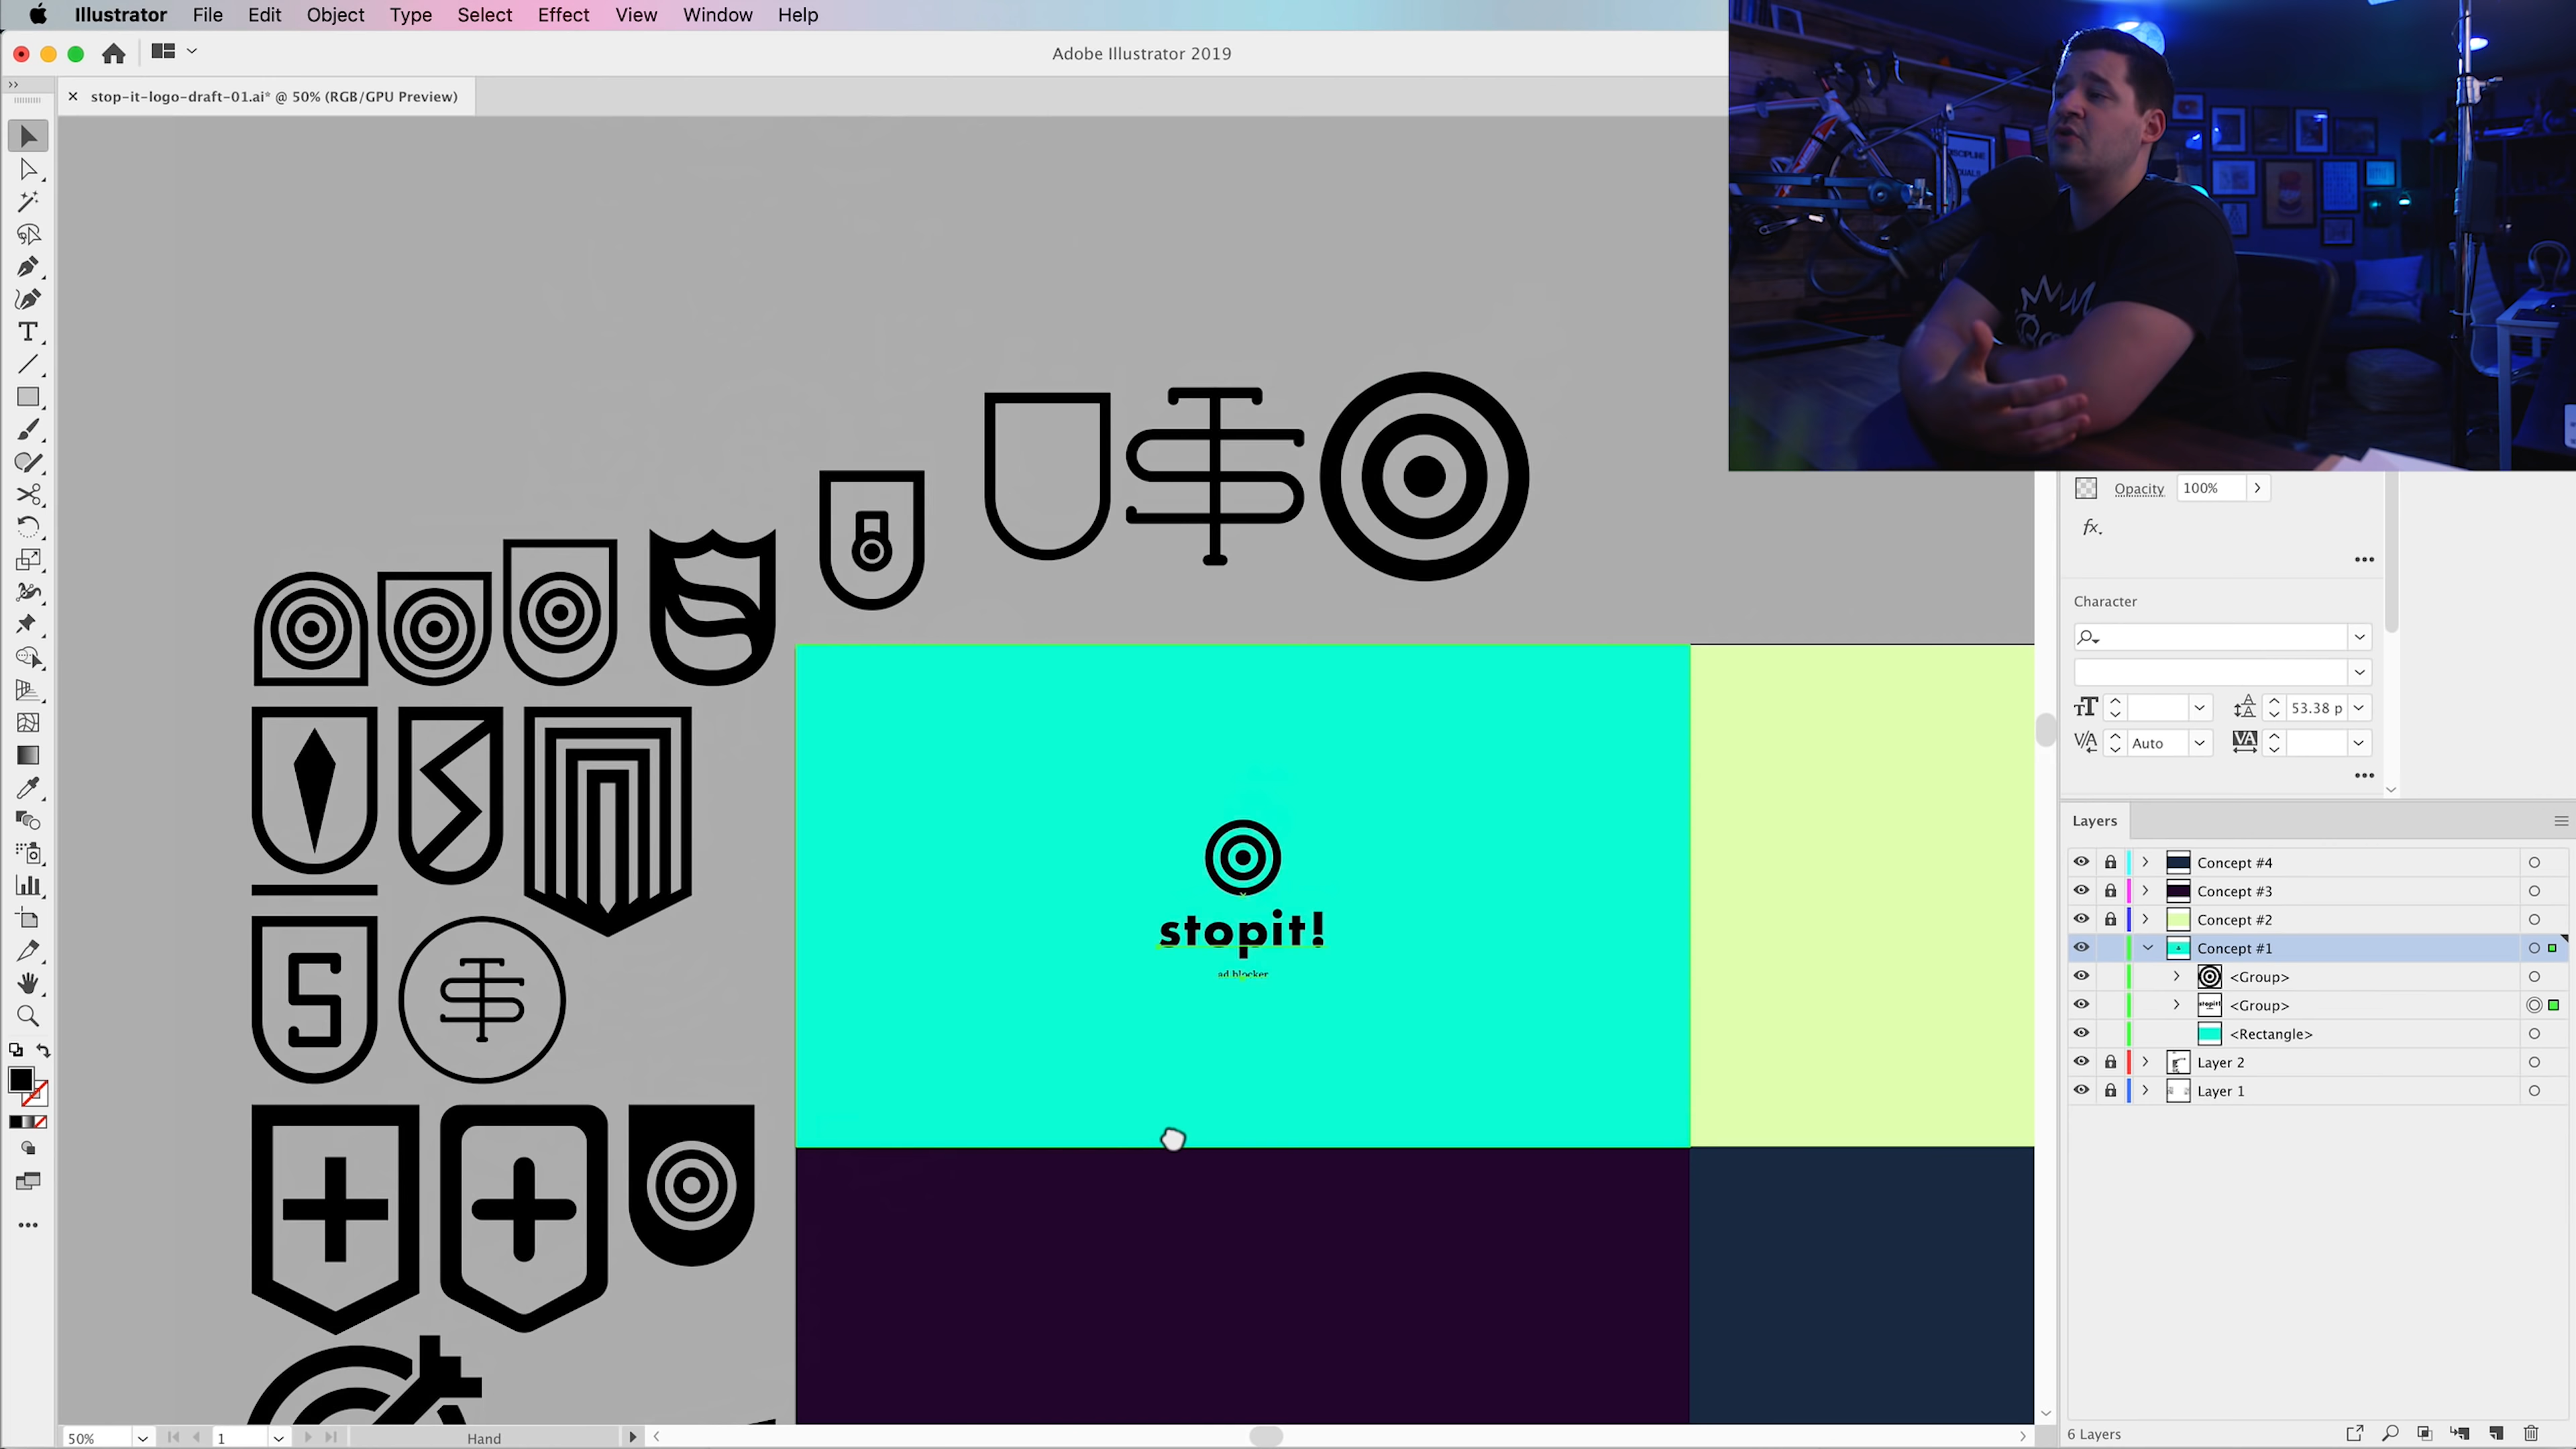 Illustrator File Edit Object Type Select Effect View Window Help
Adobe Illustrator 2019
stop-it-logo-draft-01.ai* @ 50% (RGB/GPU Preview)
DISCIPLINE
Opacity 100%
fx.
Character
53.38 p
Auto
stopit!
ad blocker
Layers
Concept #4
Concept #3
Concept #2
Concept #1
<Group>
<Group>
<Rectangle>
Layer 2
Layer 1
50% 1 Hand
6 Layers